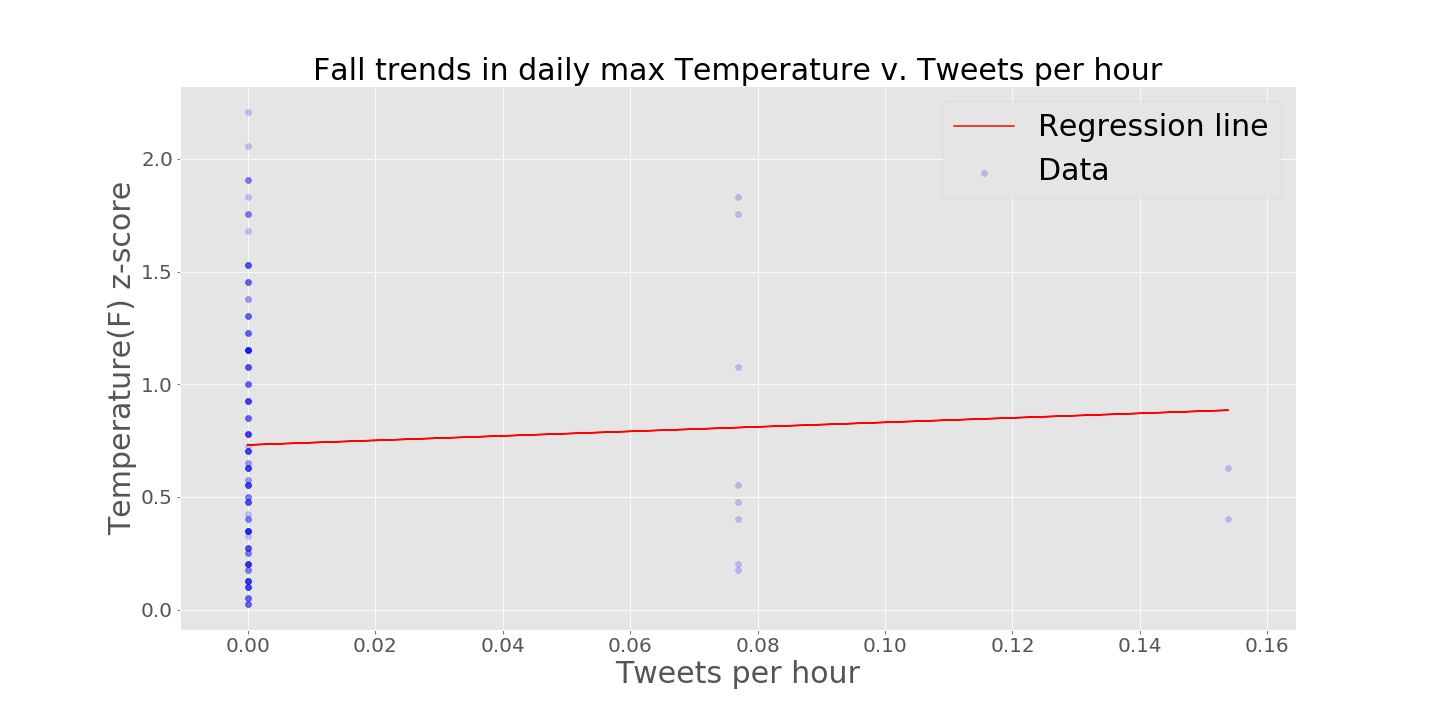 Fall trends in daily max Temperature v. Tweets per hour
Regression line
Data
Temperature(F) z-score
2.0
1.5
1.0
0.5
0.0
0.00 0.02 0.04 0.06 0.08 0.10 0.12 0.14 0.16
Tweets per hour